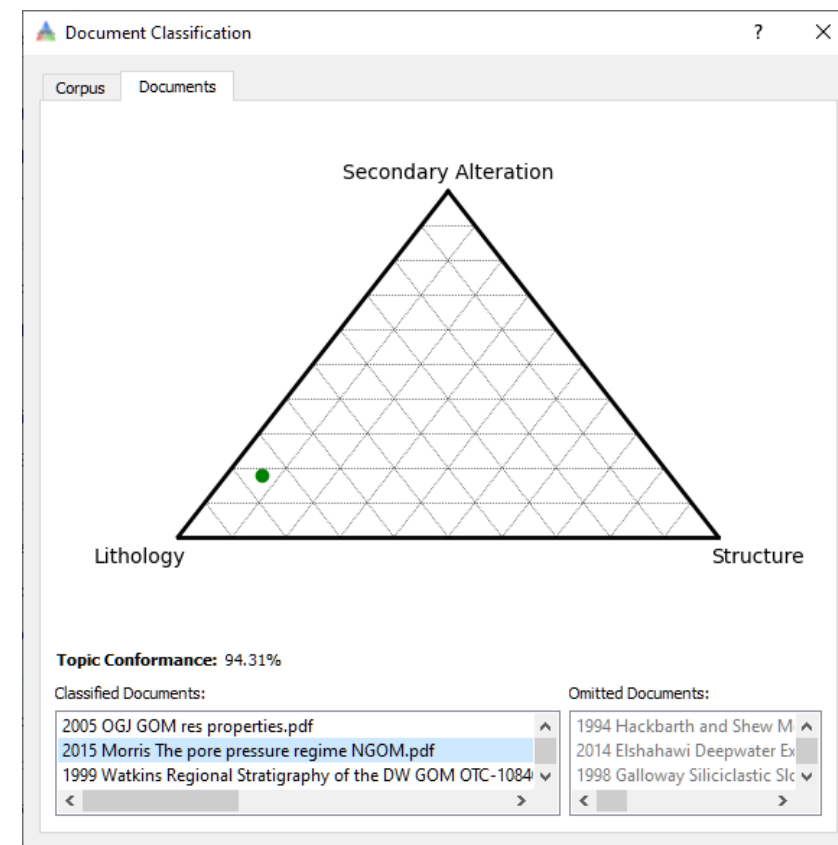 Document Classification
Corpus
Documents
Secondary Alteration
Lithology
Structure
Topic Conformance: 94.31%
Classified Documents:
2005 OGJ GOM res properties.pdf
2015 Morris The pore pressure regime NGOM.pdf
1999 Watkins Regional Stratigraphy of the DW GOM OTC-1084
Omitted Documents:
1994 Hackbarth and Shew M
2014 Elshahawi Deepwater Ex
1998 Galloway Siliciclastic Slo